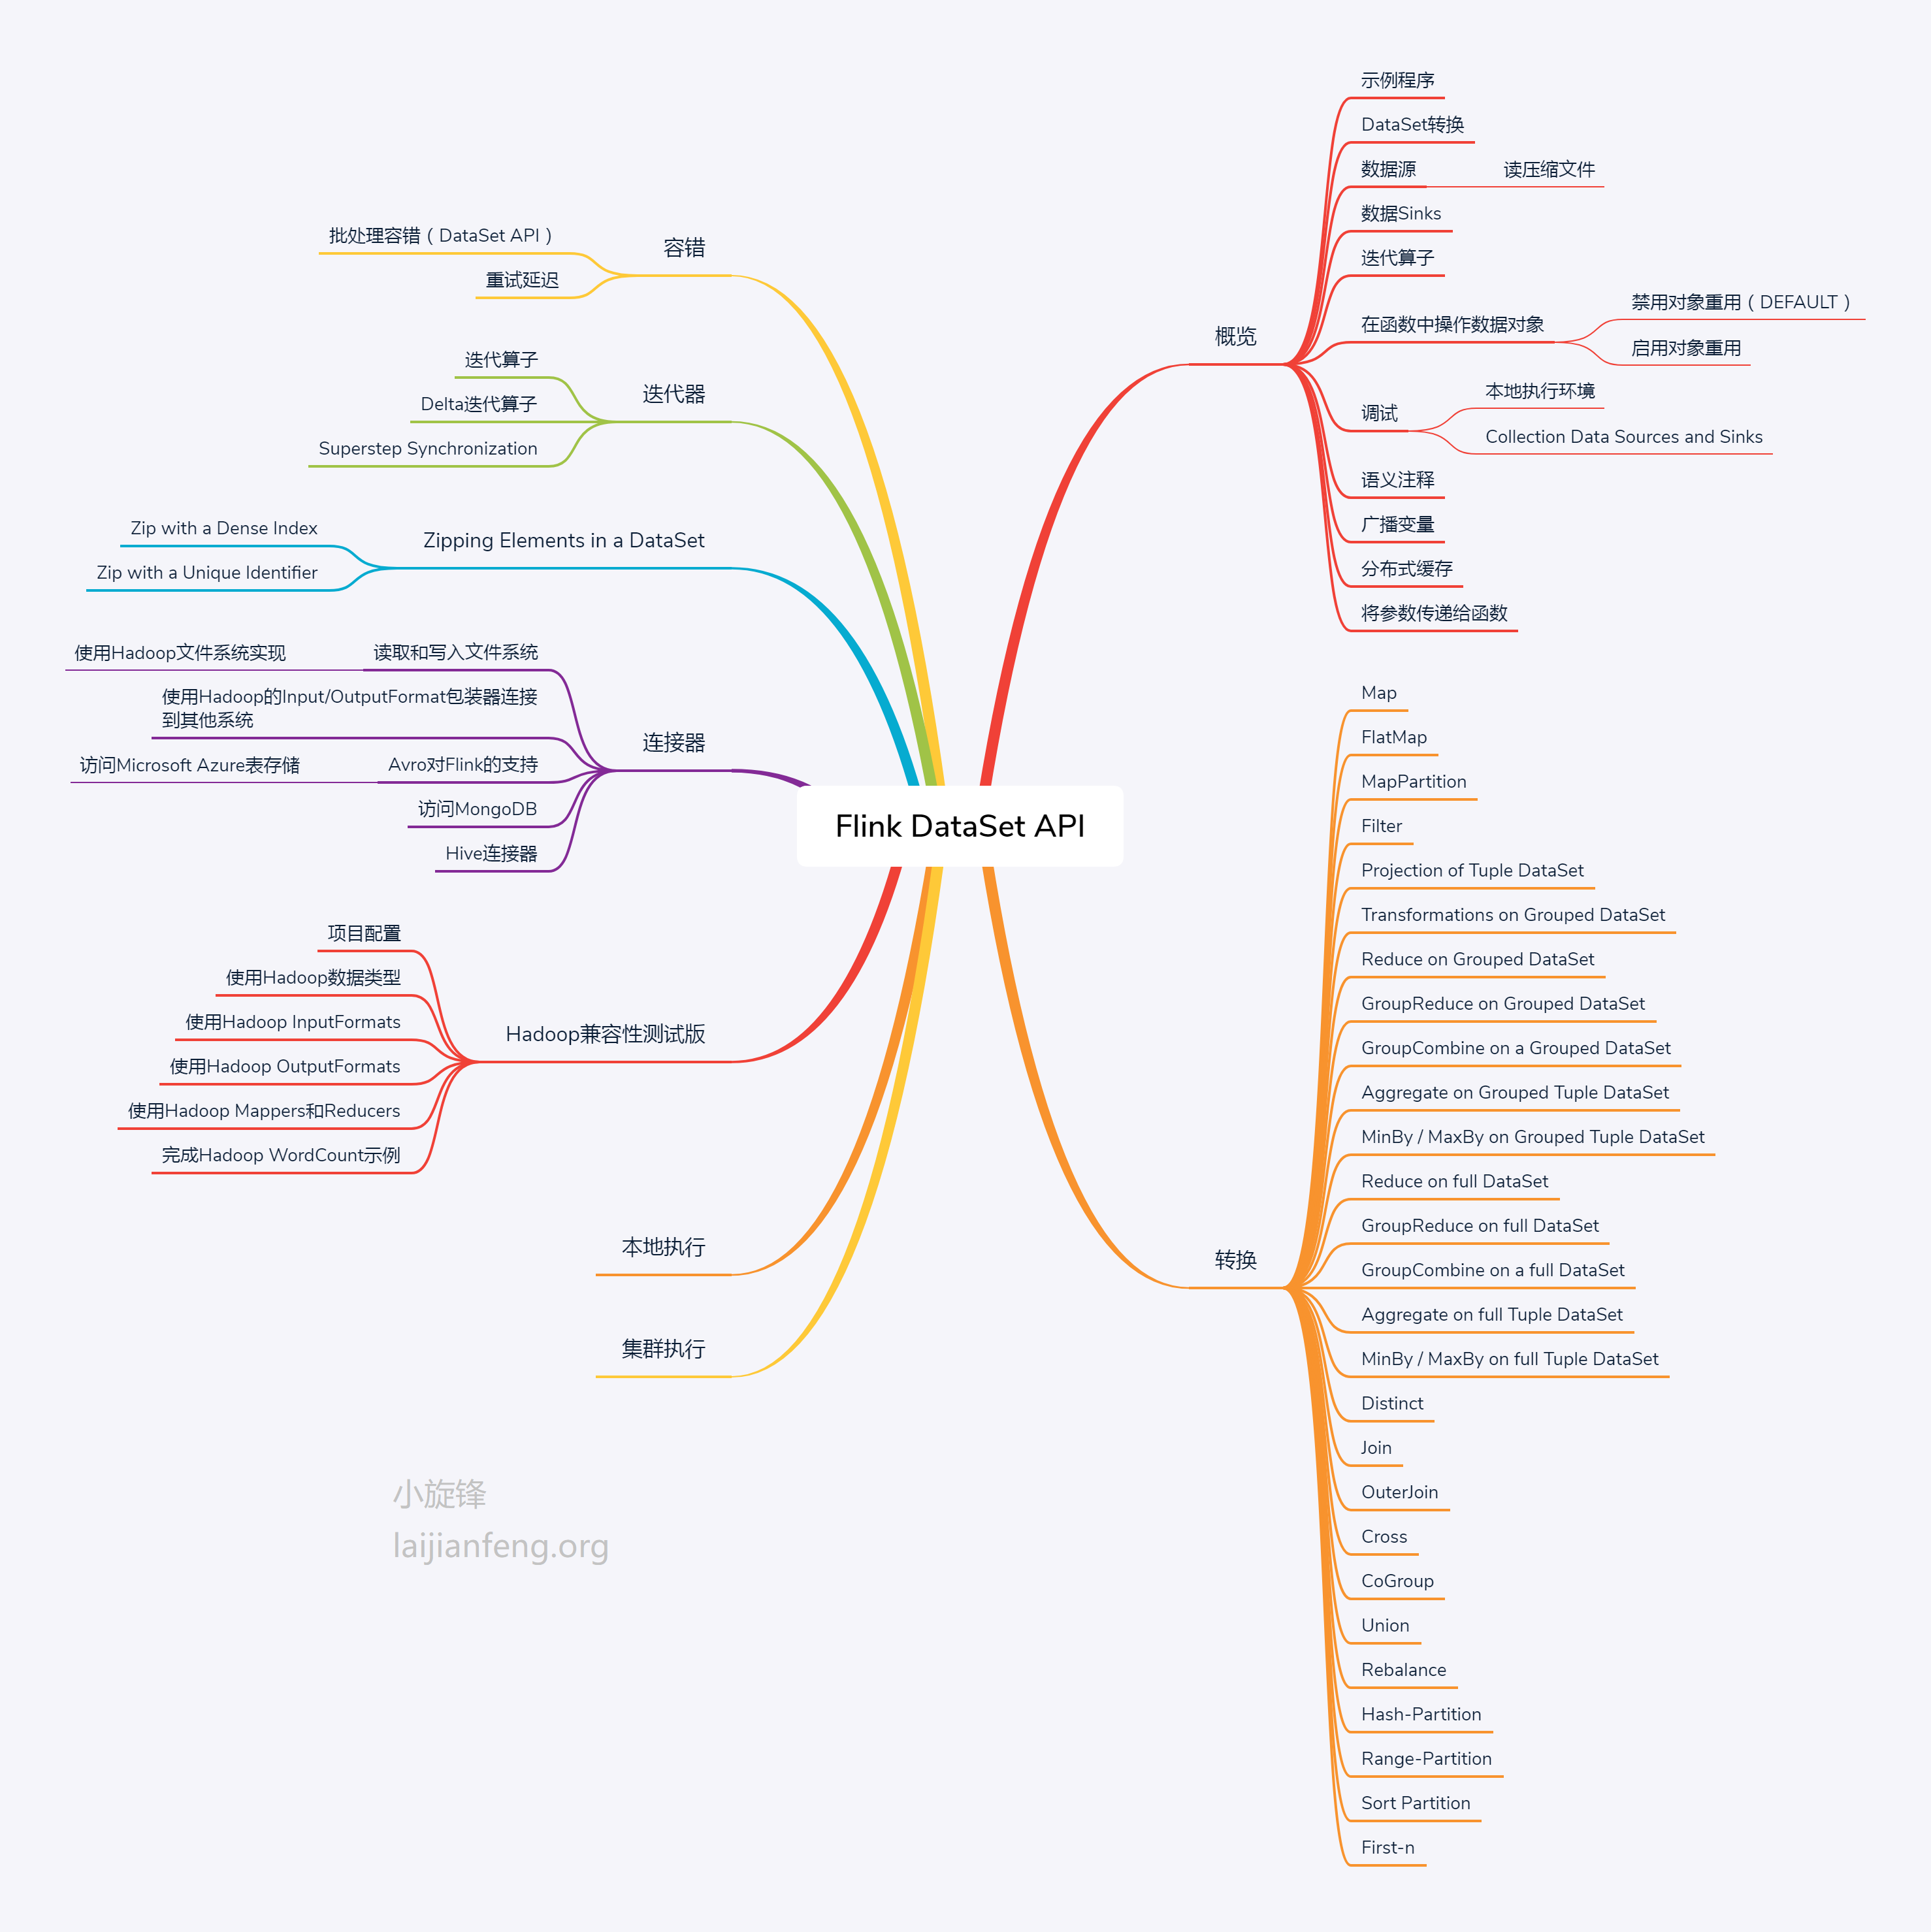 Flink DataSet API
概览
示例程序
DataSet转换
数据源
读压缩文件
数据Sinks
迭代算子
在函数中操作数据对象
禁用对象重用（DEFAULT）
启用对象重用
调试
本地执行环境
Collection Data Sources and Sinks
语义注释
广播变量
分布式缓存
将参数传递给函数
转换
Map
FlatMap
MapPartition
Filter
Projection of Tuple DataSet
Transformations on Grouped DataSet
Reduce on Grouped DataSet
GroupReduce on Grouped DataSet
GroupCombine on a Grouped DataSet
Aggregate on Grouped Tuple DataSet
MinBy / MaxBy on Grouped Tuple DataSet
Reduce on full DataSet
GroupReduce on full DataSet
GroupCombine on a full DataSet
Aggregate on full Tuple DataSet
MinBy / MaxBy on full Tuple DataSet
Distinct
Join
OuterJoin
Cross
CoGroup
Union
Rebalance
Hash-Partition
Range-Partition
Sort Partition
First-n
容错
批处理容错（DataSet API）
重试延迟
迭代器
迭代算子
Delta迭代算子
Superstep Synchronization
Zipping Elements in a DataSet
Zip with a Dense Index
Zip with a Unique Identifier
连接器
读取和写入文件系统
使用Hadoop文件系统实现
使用Hadoop的Input/OutputFormat包装器连接
到其他系统
Avro对Flink的支持
访问Microsoft Azure表存储
访问MongoDB
Hive连接器
Hadoop兼容性测试版
项目配置
使用Hadoop数据类型
使用Hadoop InputFormats
使用Hadoop OutputFormats
使用Hadoop Mappers和Reducers
完成Hadoop WordCount示例
本地执行
集群执行
小旋锋
laijianfeng.org